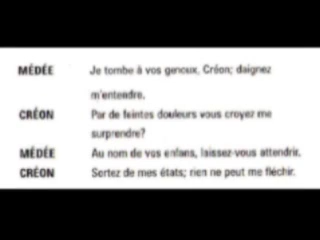 MÉDÉE Je tombe à vos genoux, Créon; daignez
m'entendre.
CRÉON Par de feintes douleurs vous croyez me
surprendre?
MÉDÉE Au nom de vos enfans, laissez-vous attendrir.
CRÉON Sortez de mes états; rien ne peut me fléchir.